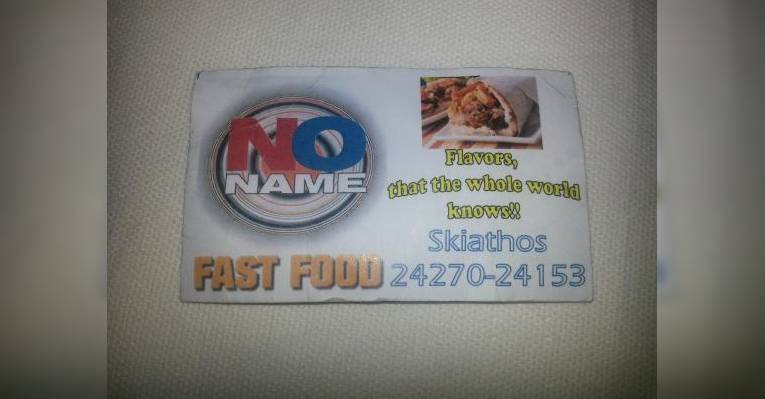 NO
NAME
FAST FOOD
Flavors,
that the whole world
knows!!
Skiathos
24270-24153